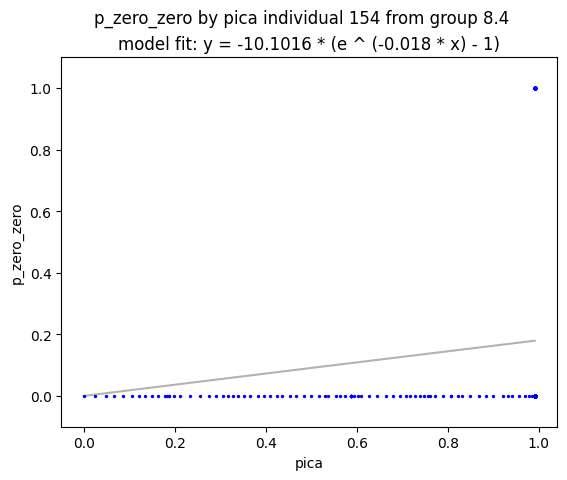 p_zero_zero by pica individual 154 from group 8.4
model fit: y = -10.1016 * (e ^ (-0.018 * x) - 1)
1.0
0.8
0.6
0.4
0.2
0.0
p_zero_zero
0.0 0.2 0.4 0.6 0.8 1.0
pica